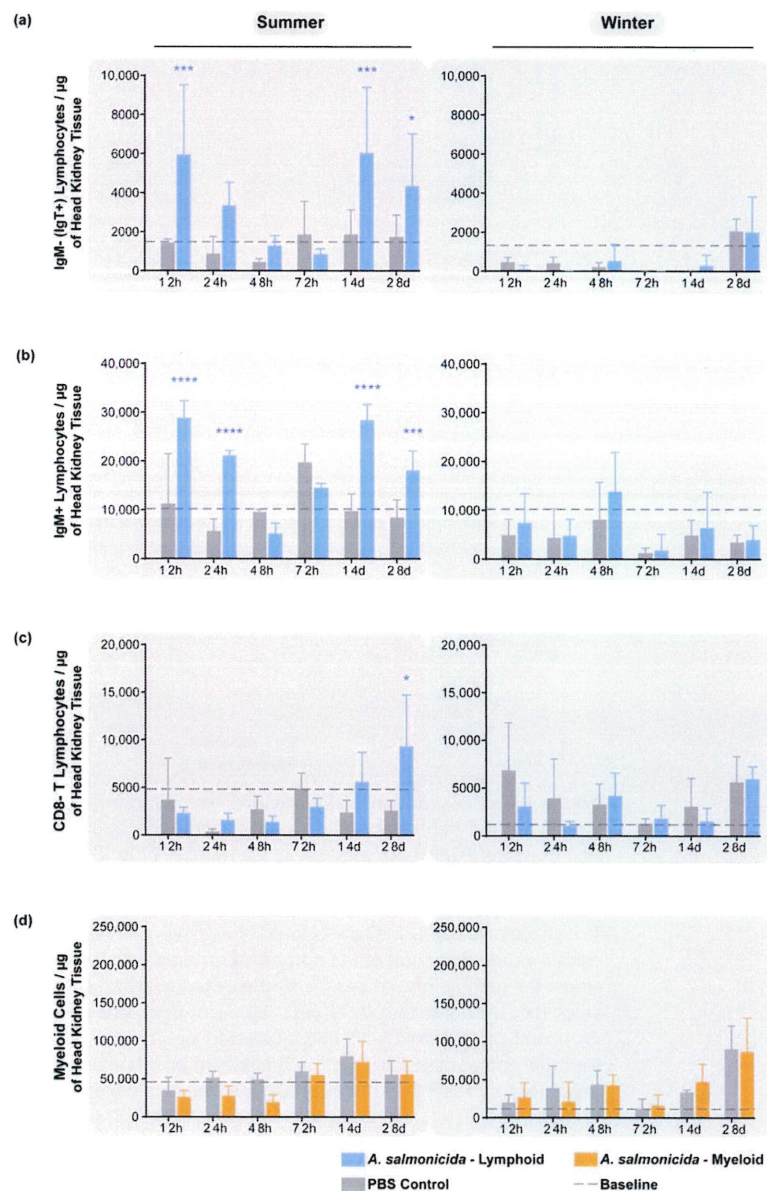 Summer Winter
(a)
IgM- (IgT+) Lymphocytes / µg
of Head Kidney Tissue
10,000
8000
6000
4000
2000
0
*** *** *
12h 24h 48h 72h 14d 28d
10,000
8000
6000
4000
2000
0
12h 24h 48h 72h 14d 28d
(b)
IgM+ Lymphocytes / µg
of Head Kidney Tissue
40,000
30,000
20,000
10,000
0
**** **** **** ***
12h 24h 48h 72h 14d 28d
40,000
30,000
20,000
10,000
0
12h 24h 48h 72h 14d 28d
(c)
CD8- T Lymphocytes / µg
of Head Kidney Tissue
20,000
15,000
10,000
5000
0
*
12h 24h 48h 72h 14d 28d
20,000
15,000
10,000
5000
0
12h 24h 48h 72h 14d 28d
(d)
Myeloid Cells / µg
of Head Kidney Tissue
250,000
200,000
150,000
100,000
50,000
0
12h 24h 48h 72h 14d 28d
250,000
200,000
150,000
100,000
50,000
0
12h 24h 48h 72h 14d 28d
A. salmonicida - Lymphoid A. salmonicida - Myeloid
PBS Control Baseline